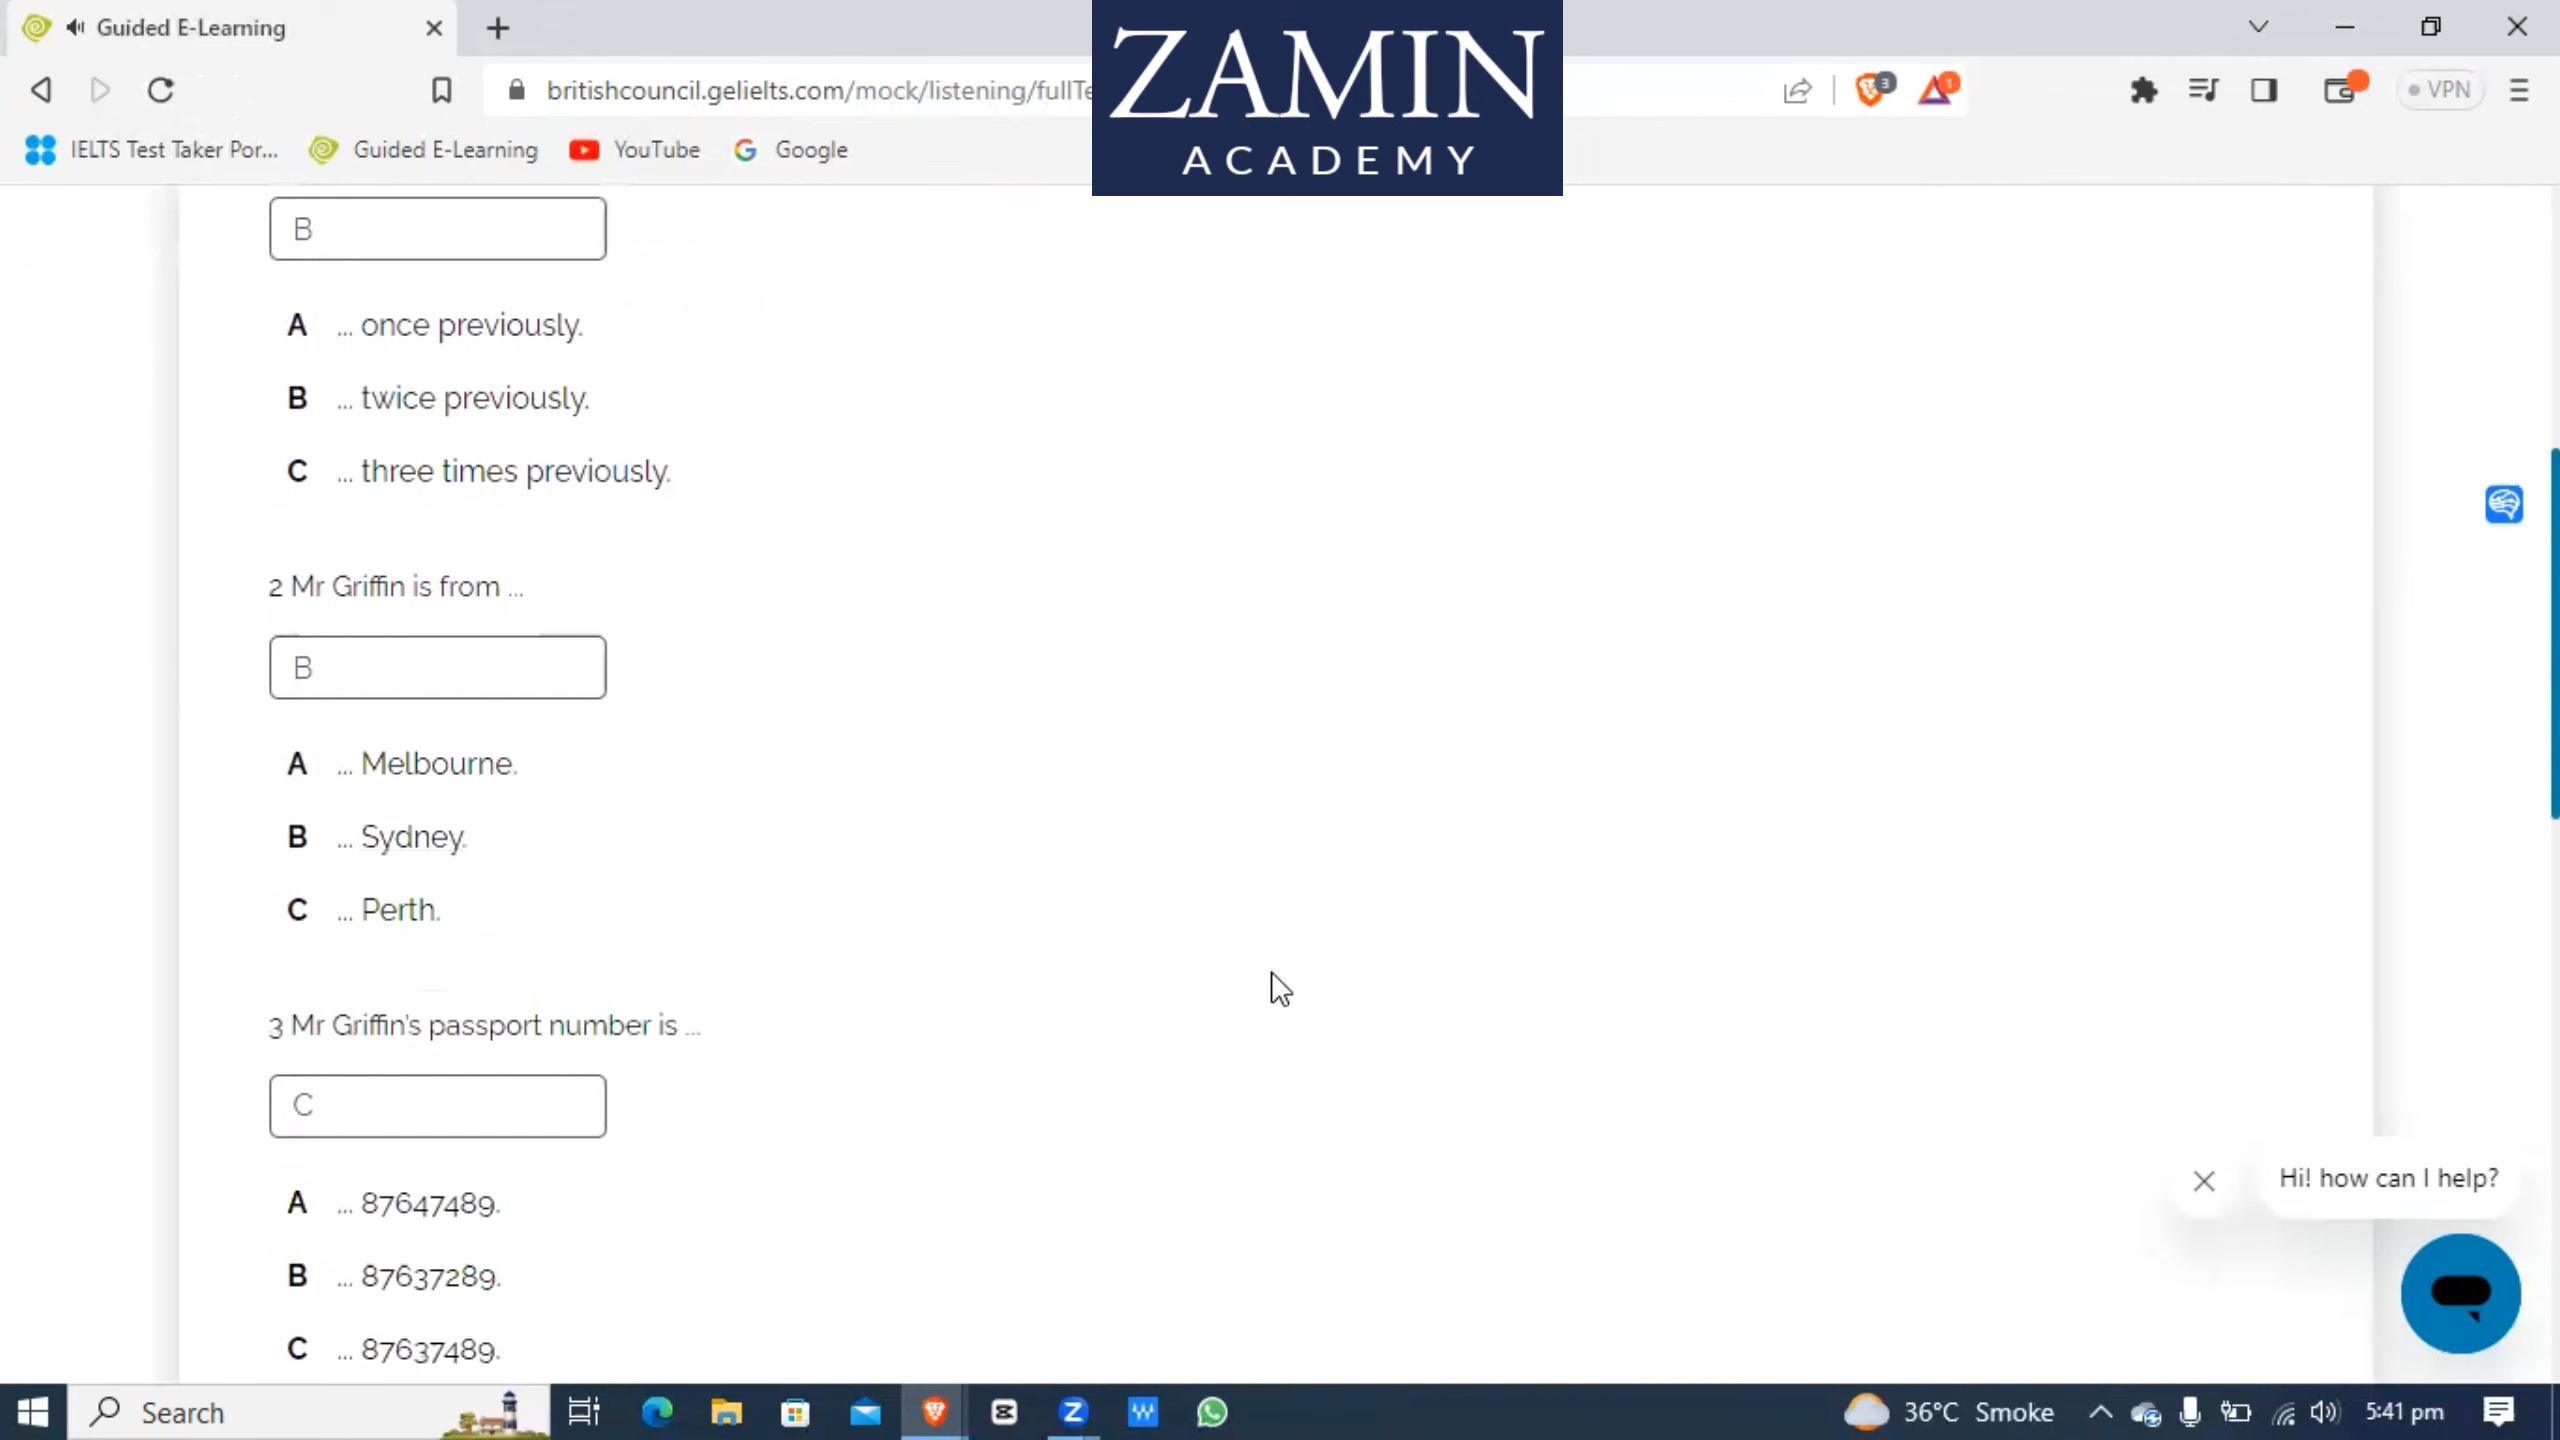 Guided E-Learning
ZAMIN
ACADEMY
britishcouncil.gelielts.com/mock/listening/fullTe
3
1
VPN
IELTS Test Taker Por...
Guided E-Learning
YouTube
Google
B
A ... once previously.
B ... twice previously.
C ... three times previously.
2 Mr Griffin is from ...
B
A ... Melbourne.
B ... Sydney.
C ... Perth.
3 Mr Griffin's passport number is ...
C
A ... 87647489.
B ... 87637289.
C ... 87637489.
Hi! how can I help?
Search
36°C Smoke
5:41 pm